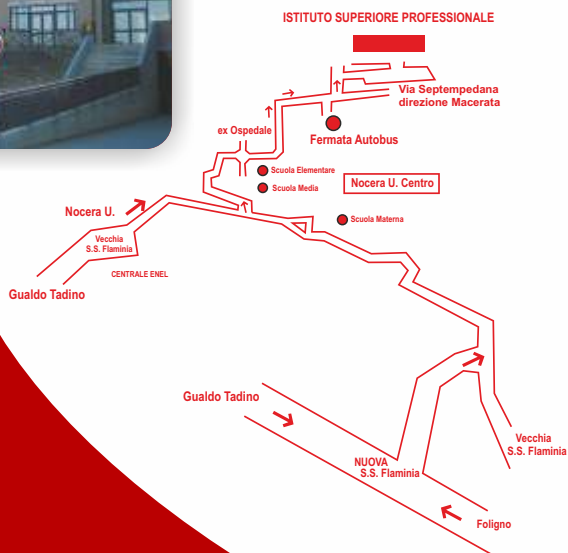 ISTITUTO SUPERIORE PROFESSIONALE
Via Septempedana
direzione Macerata
ex Ospedale
Fermata Autobus
Scuola Elementare
Scuola Media
Nocera U. Centro
Nocera U.
Scuola Materna
Vecchia
S.S. Flaminia
CENTRALE ENEL
Gualdo Tadino
Gualdo Tadino
Vecchia
S.S. Flaminia
NUOVA
S.S. Flaminia
Foligno